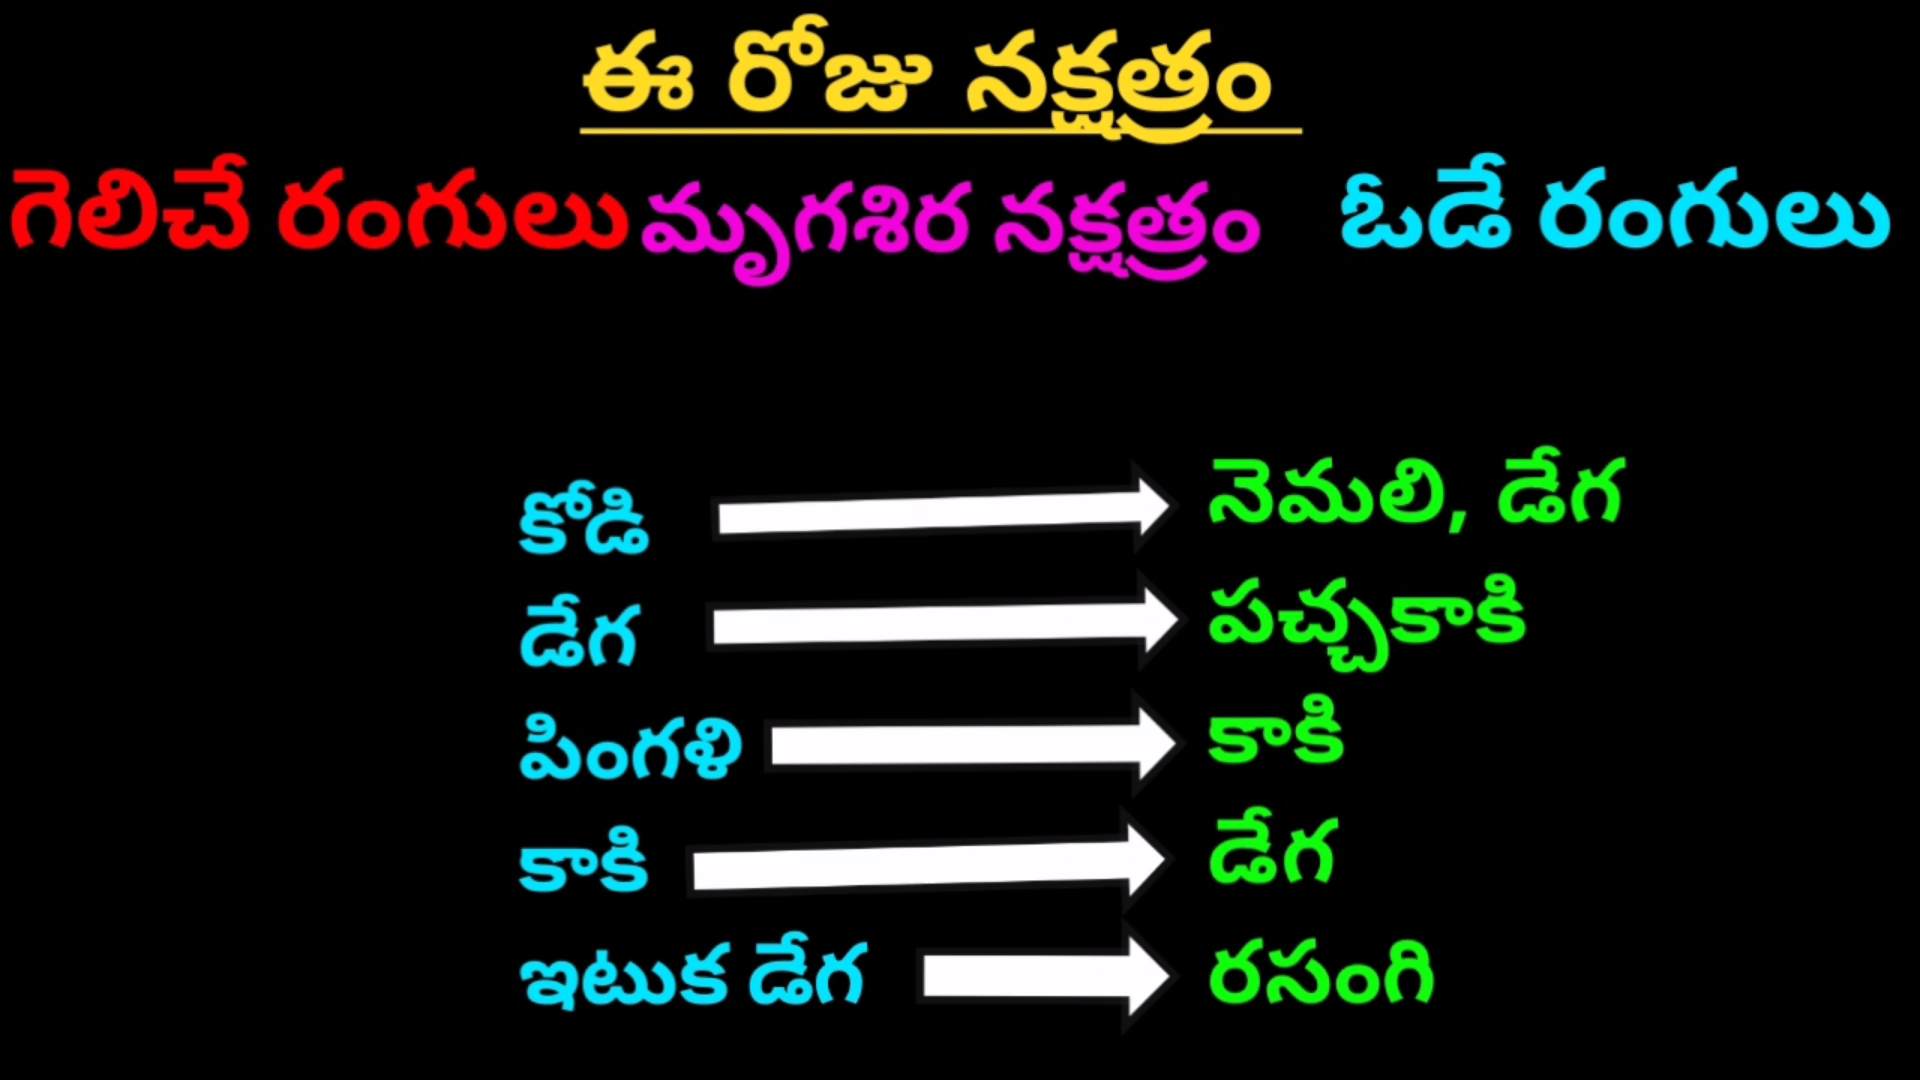 ఈ రోజు నక్షత్రం
గెలిచే రంగులు మృగశిర నక్షత్రం ఓడే రంగులు
కోడి నెమలి, డేగ
డేగ పచ్చకాకి
పింగళి కాకి
కాకి డేగ
ఇటుక డేగ రసంగి